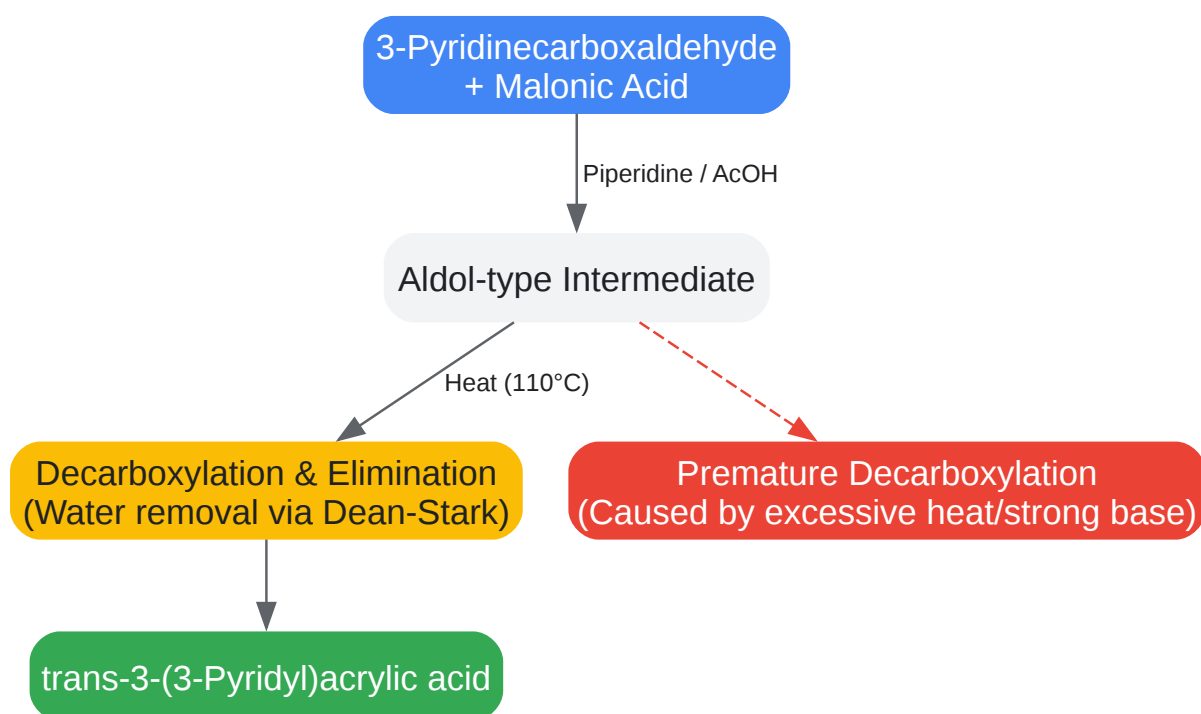 3-Pyridinecarboxaldehyde
+ Malonic Acid
Piperidine / AcOH
Aldol-type Intermediate
Heat (110°C)
Decarboxylation & Elimination
(Water removal via Dean-Stark)
Premature Decarboxylation
(Caused by excessive heat/strong base)
trans-3-(3-Pyridyl)acrylic acid